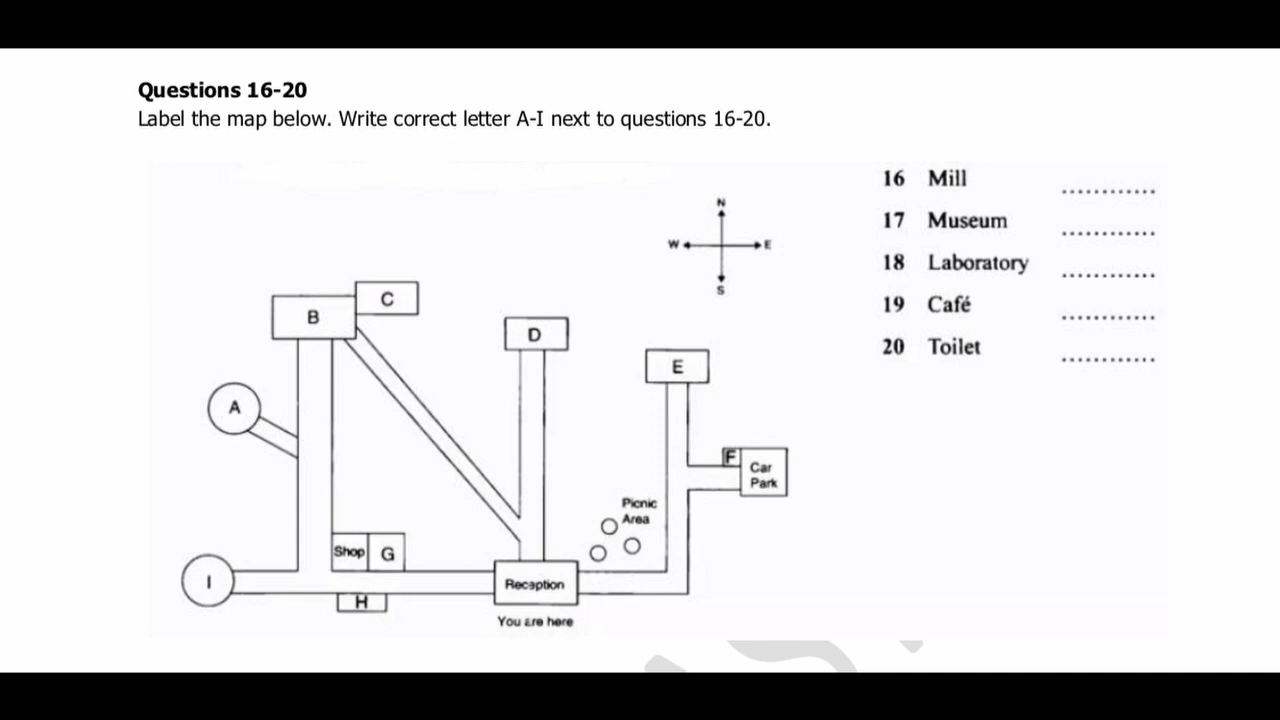 Questions 16-20
Label the map below. Write correct letter A-I next to questions 16-20.
16 Mill ............
17 Museum ............
18 Laboratory ............
19 Café ............
20 Toilet ............
N
W E
S
C
B
D
E
A
F
Car
Park
Picnic
Area
Shop G
I
Reception
H
You are here